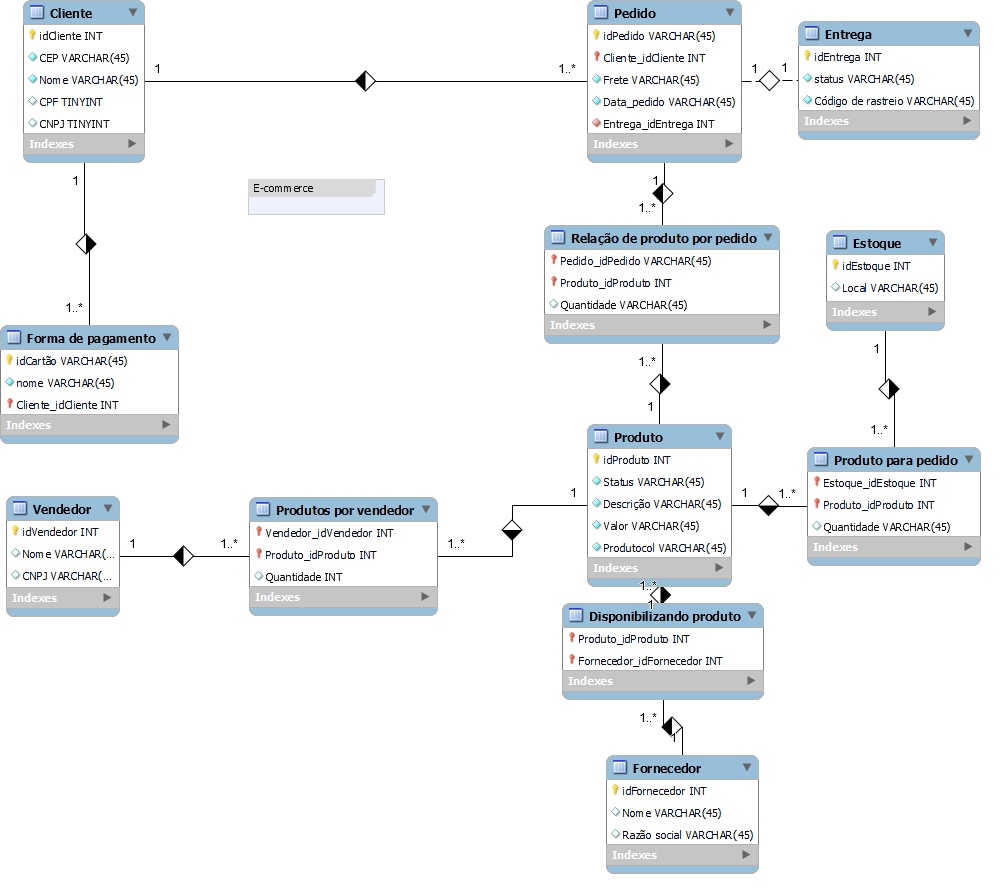 Cliente
idCliente INT
CEP VARCHAR(45)
Nome VARCHAR(45)
CPF TINYINT
CNPJ TINYINT
Indexes
1
1..*
Pedido
idPedido VARCHAR(45)
Cliente_idCliente INT
Frete VARCHAR(45)
Data_pedido VARCHAR(45)
Entrega_idEntrega INT
Indexes
1
1
Entrega
idEntrega INT
status VARCHAR(45)
Código de rastreio VARCHAR(45)
Indexes
1
1..*
E-commerce
1
1..*
Relação de produto por pedido
Pedido_idPedido VARCHAR(45)
Produto_idProduto INT
Quantidade VARCHAR(45)
Indexes
Estoque
idEstoque INT
Local VARCHAR(45)
Indexes
1
1..*
Forma de pagamento
idCartão VARCHAR(45)
nome VARCHAR(45)
Cliente_idCliente INT
Indexes
1..*
1
Produto
idProduto INT
Status VARCHAR(45)
Descrição VARCHAR(45)
Valor VARCHAR(45)
Produtocol VARCHAR(45)
Indexes
1
1..*
Produto para pedido
Estoque_idEstoque INT
Produto_idProduto INT
Quantidade VARCHAR(45)
Indexes
Vendedor
idVendedor INT
Nome VARCHAR(...
CNPJ VARCHAR(...
Indexes
1
1..*
Produtos por vendedor
Vendedor_idVendedor INT
Produto_idProduto INT
Quantidade INT
Indexes
1..*
1
1..*
1
Disponibilizando produto
Produto_idProduto INT
Fornecedor_idFornecedor INT
Indexes
1..*
1
Fornecedor
idFornecedor INT
Nome VARCHAR(45)
Razão social VARCHAR(45)
Indexes